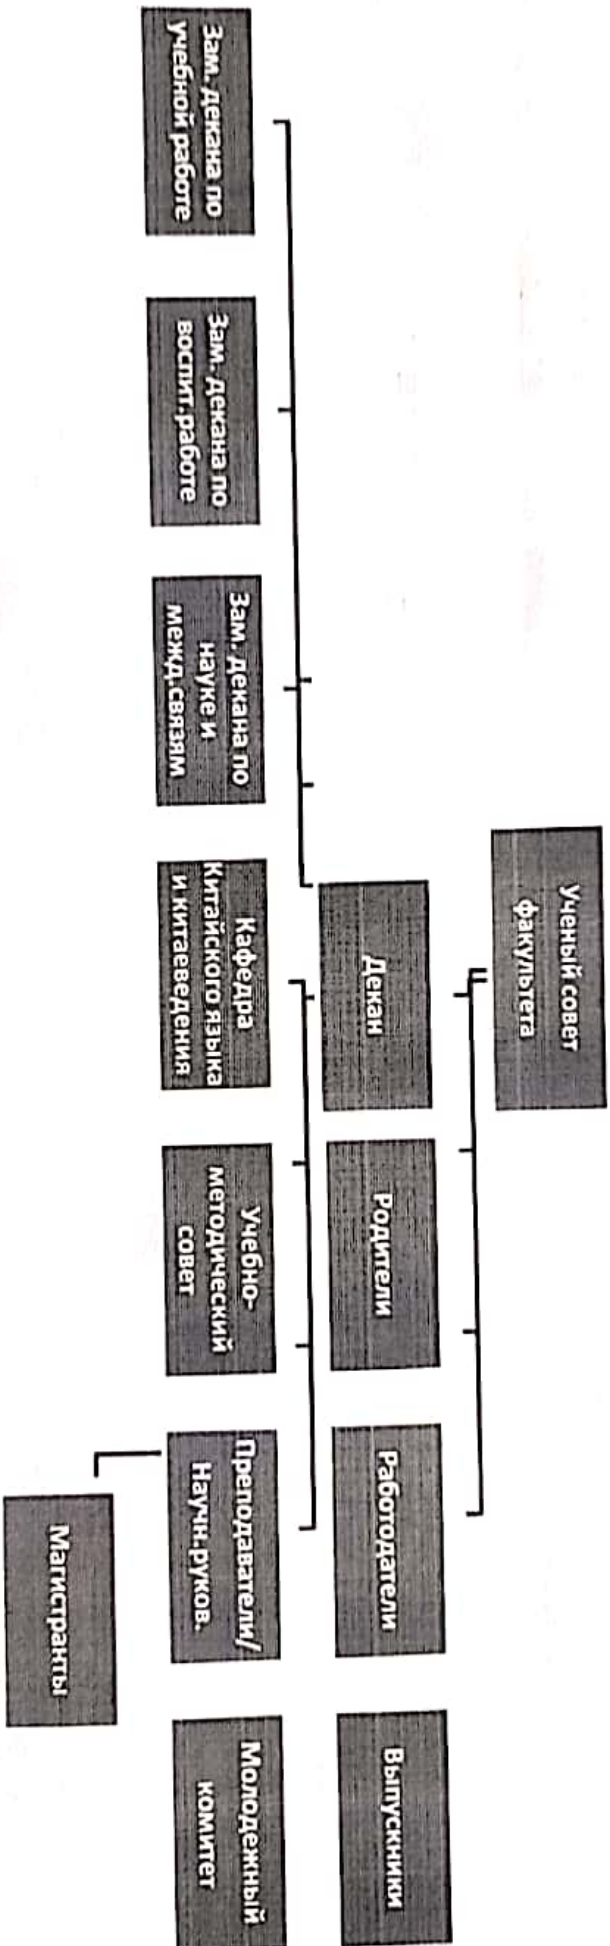 Ученый совет
факультета
Декан
Родители
Работодатели
Выпускники
Зам. декана по
учебной работе
Зам. декана по
воспит.работе
Зам. декана по
науке и
межд.связям
Кафедра
Китайского языка
и китаеведения
Учебно-
методический
совет
Преподаватели/
Научн.руков.
Молодежный
комитет
Магистранты